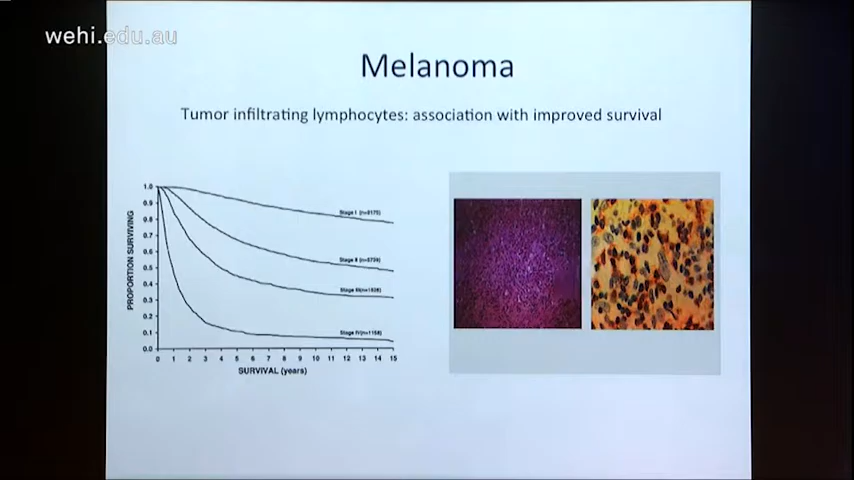 wehi.edu.au
Melanoma
Tumor infiltrating lymphocytes: association with improved survival
PROPORTION SURVIVING
1.0
0.9
0.8
0.7
0.6
0.5
0.4
0.3
0.2
0.1
0.0
Stage I
Stage II
Stage III
Stage IV
0 1 2 3 4 5 6 7 8 9 10 11 12 13 14 15
SURVIVAL (years)